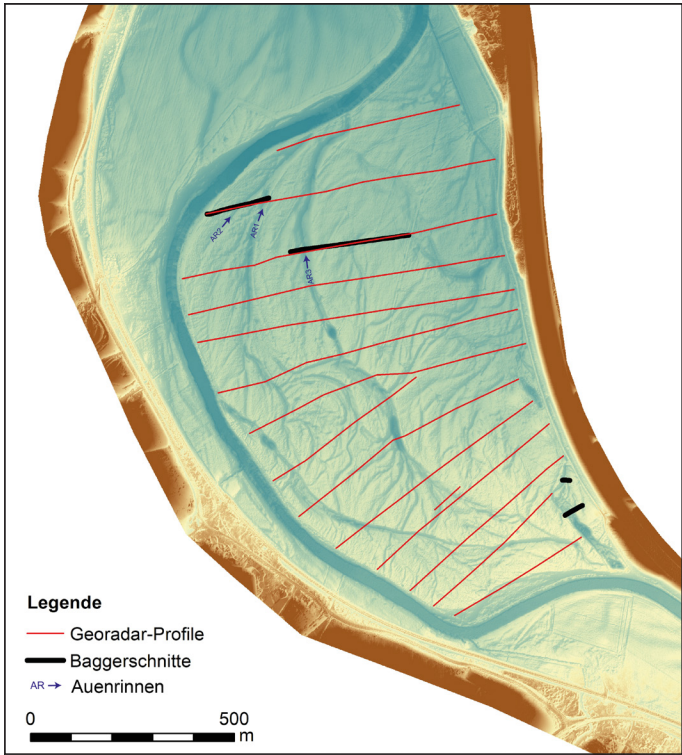 AR2
AR1
AR3
Legende
Georadar-Profile
Baggerschnitte
AR Auenrinnen
0 500
m